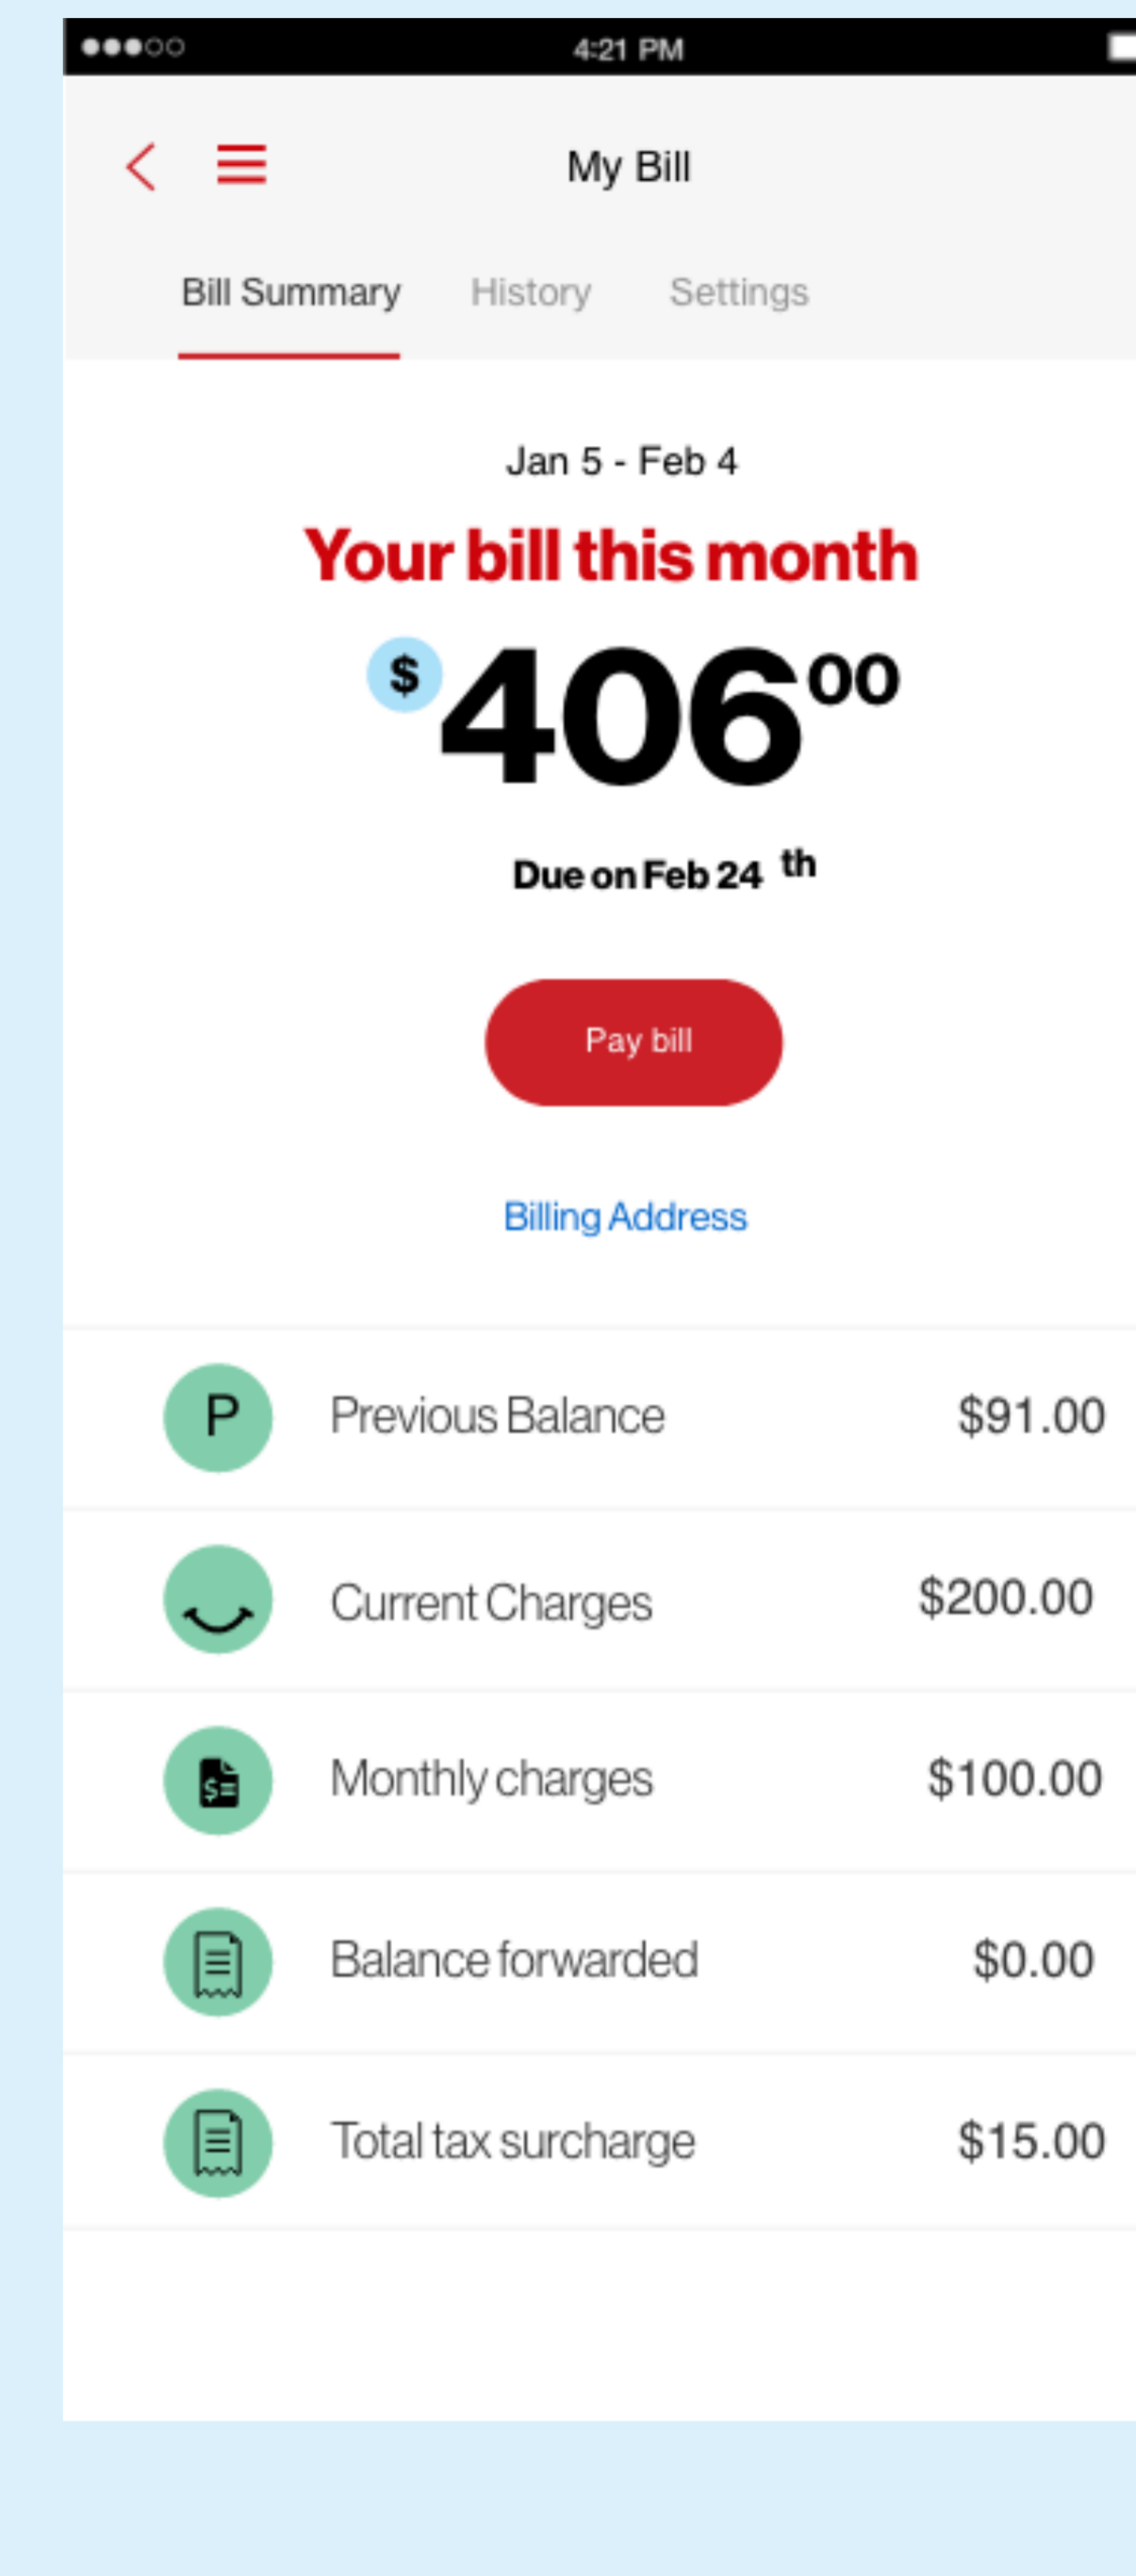 4:21 PM
My Bill
Bill Summary History Settings
Jan 5 - Feb 4
Your bill this month
$406 00
Due on Feb 24 th
Pay bill
Billing Address
P Previous Balance $91.00
Current Charges $200.00
$= Monthly charges $100.00
Balance forwarded $0.00
Total tax surcharge $15.00